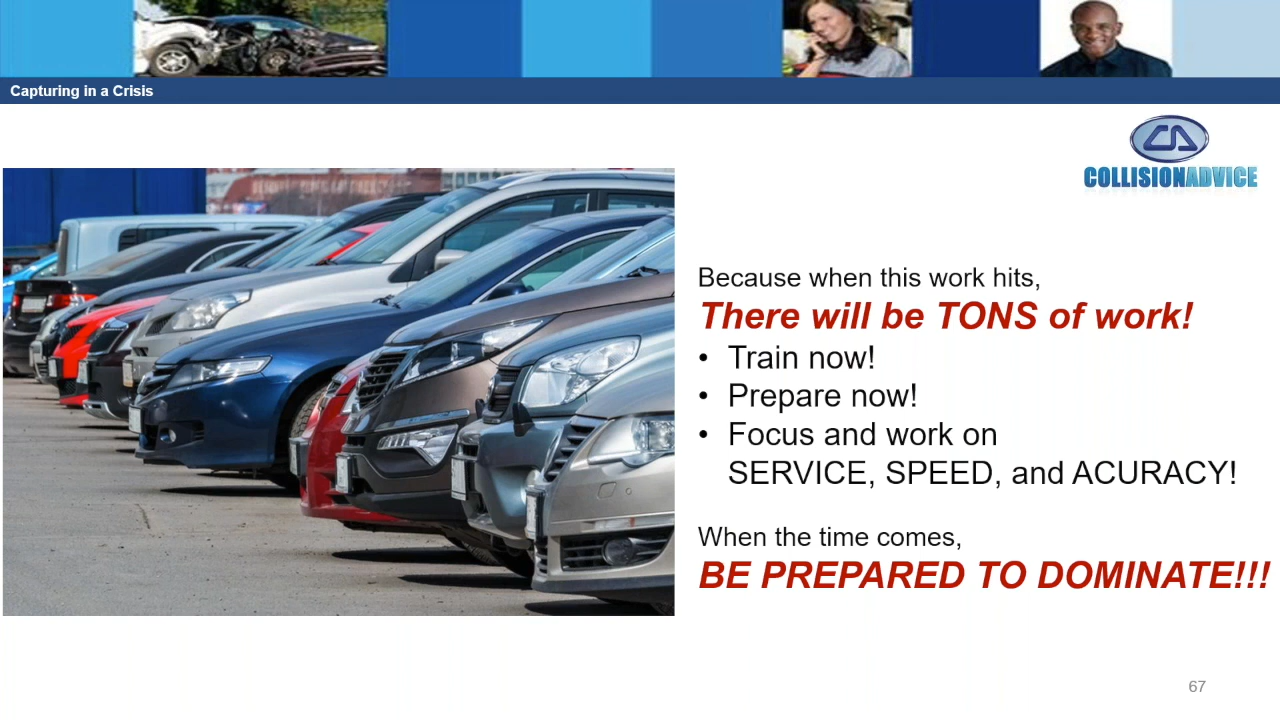 Capturing in a Crisis
COLLISIONADVICE
Because when this work hits,
There will be TONS of work!
• Train now!
• Prepare now!
• Focus and work on
SERVICE, SPEED, and ACURACY!
When the time comes,
BE PREPARED TO DOMINATE!!!
67